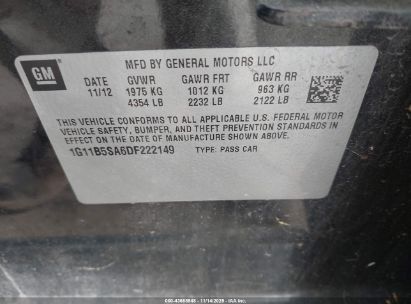 GM
MFD BY GENERAL MOTORS LLC
DATE GVWR GAWR FRT GAWR RR
11/12 1975 KG 1012 KG 963 KG
4354 LB 2232 LB 2122 LB
THIS VEHICLE CONFORMS TO ALL APPLICABLE U.S. FEDERAL MOTOR
VEHICLE SAFETY, BUMPER, AND THEFT PREVENTION STANDARDS IN
EFFECT ON THE DATE OF MANUFACTURE SHOWN ABOVE.
1G11B5SA6DF222149 TYPE: PASS CAR